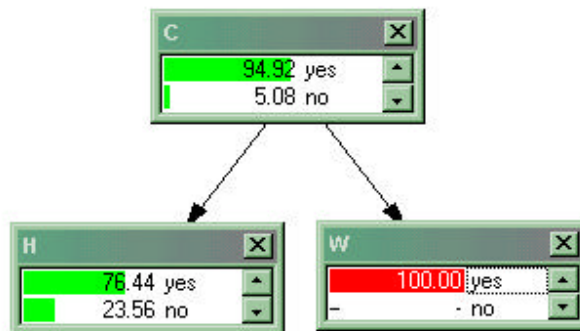 C
94.92 yes
5.08 no
H
76.44 yes
23.56 no
W
100.00 yes
- - no